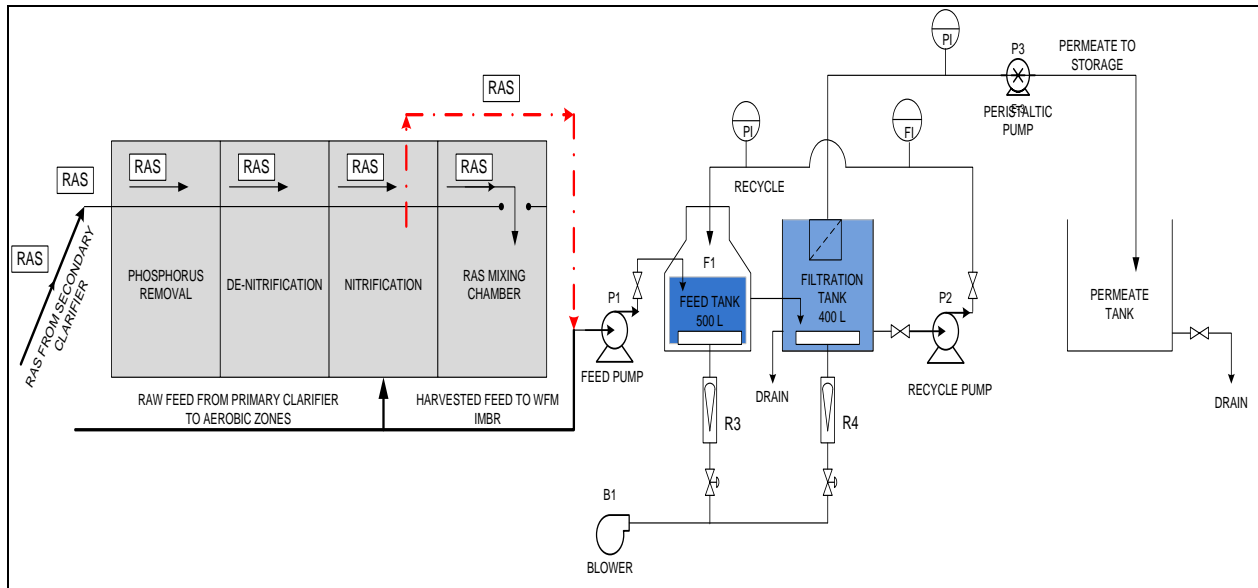 RAS
RAS
RAS
RAS
RAS
RAS
RAS
RAS FROM SECONDARY
CLARIFIER
PHOSPHORUS
REMOVAL
DE-NITRIFICATION
NITRIFICATION
RAS MIXING
CHAMBER
RAW FEED FROM PRIMARY CLARIFIER
TO AEROBIC ZONES
HARVESTED FEED TO WFM
IMBR
P1
FEED PUMP
PI
RECYCLE
FI
PI
P3
PERISTALTIC
PUMP
PERMEATE TO
STORAGE
F1
FEED TANK
500 L
FILTRATION
TANK
400 L
P2
RECYCLE PUMP
DRAIN
R3
R4
B1
BLOWER
PERMEATE
TANK
DRAIN